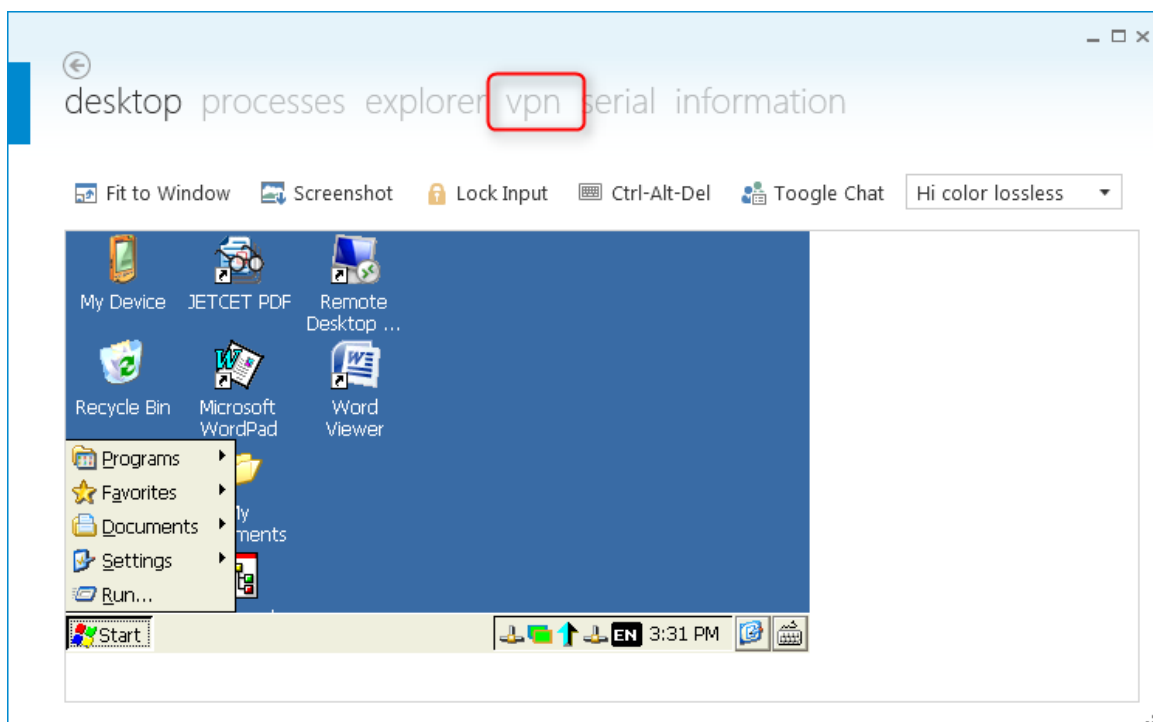 desktop processes explorer vpn serial information
Fit to Window Screenshot Lock Input Ctrl-Alt-Del Toogle Chat Hi color lossless
My Device JETCET PDF Remote
Desktop ...
Recycle Bin Microsoft Word
WordPad Viewer
Programs
Favorites
Documents
Settings
Run...
Start EN 3:31 PM